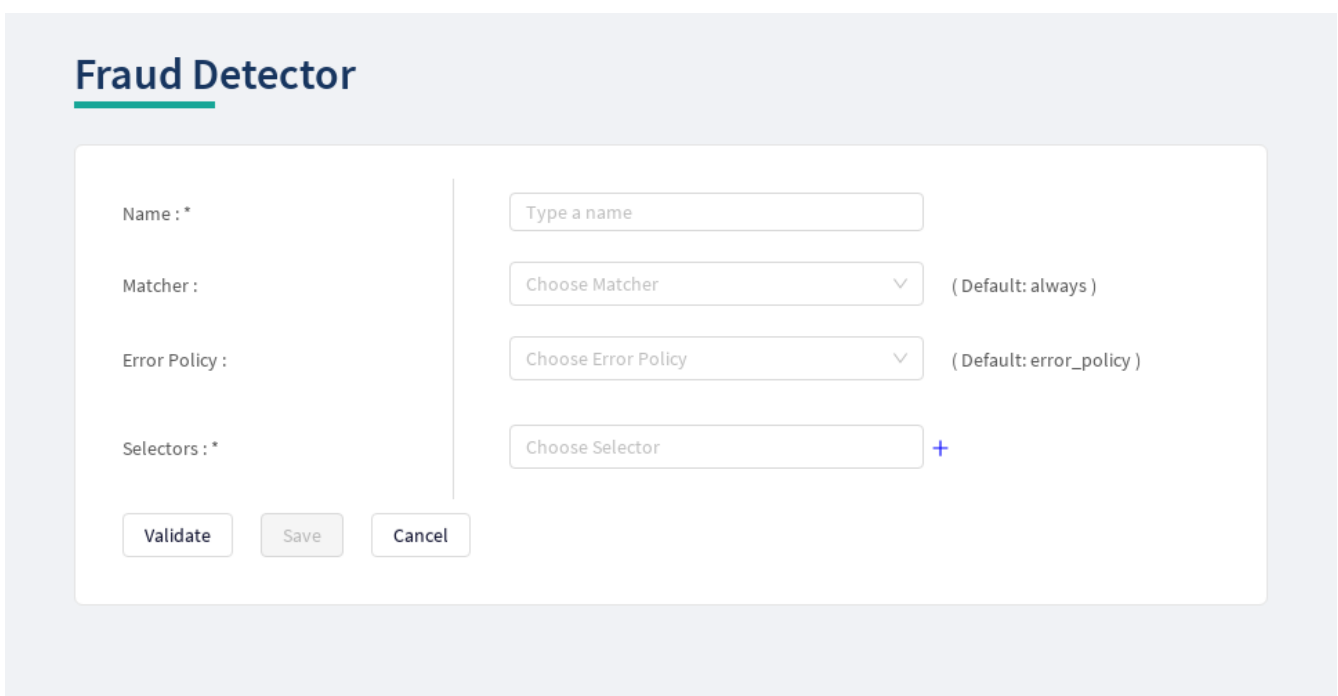 Fraud Detector
Name : * Type a name
Matcher : Choose Matcher ( Default: always )
Error Policy : Choose Error Policy ( Default: error_policy )
Selectors : * Choose Selector +
Validate Save Cancel